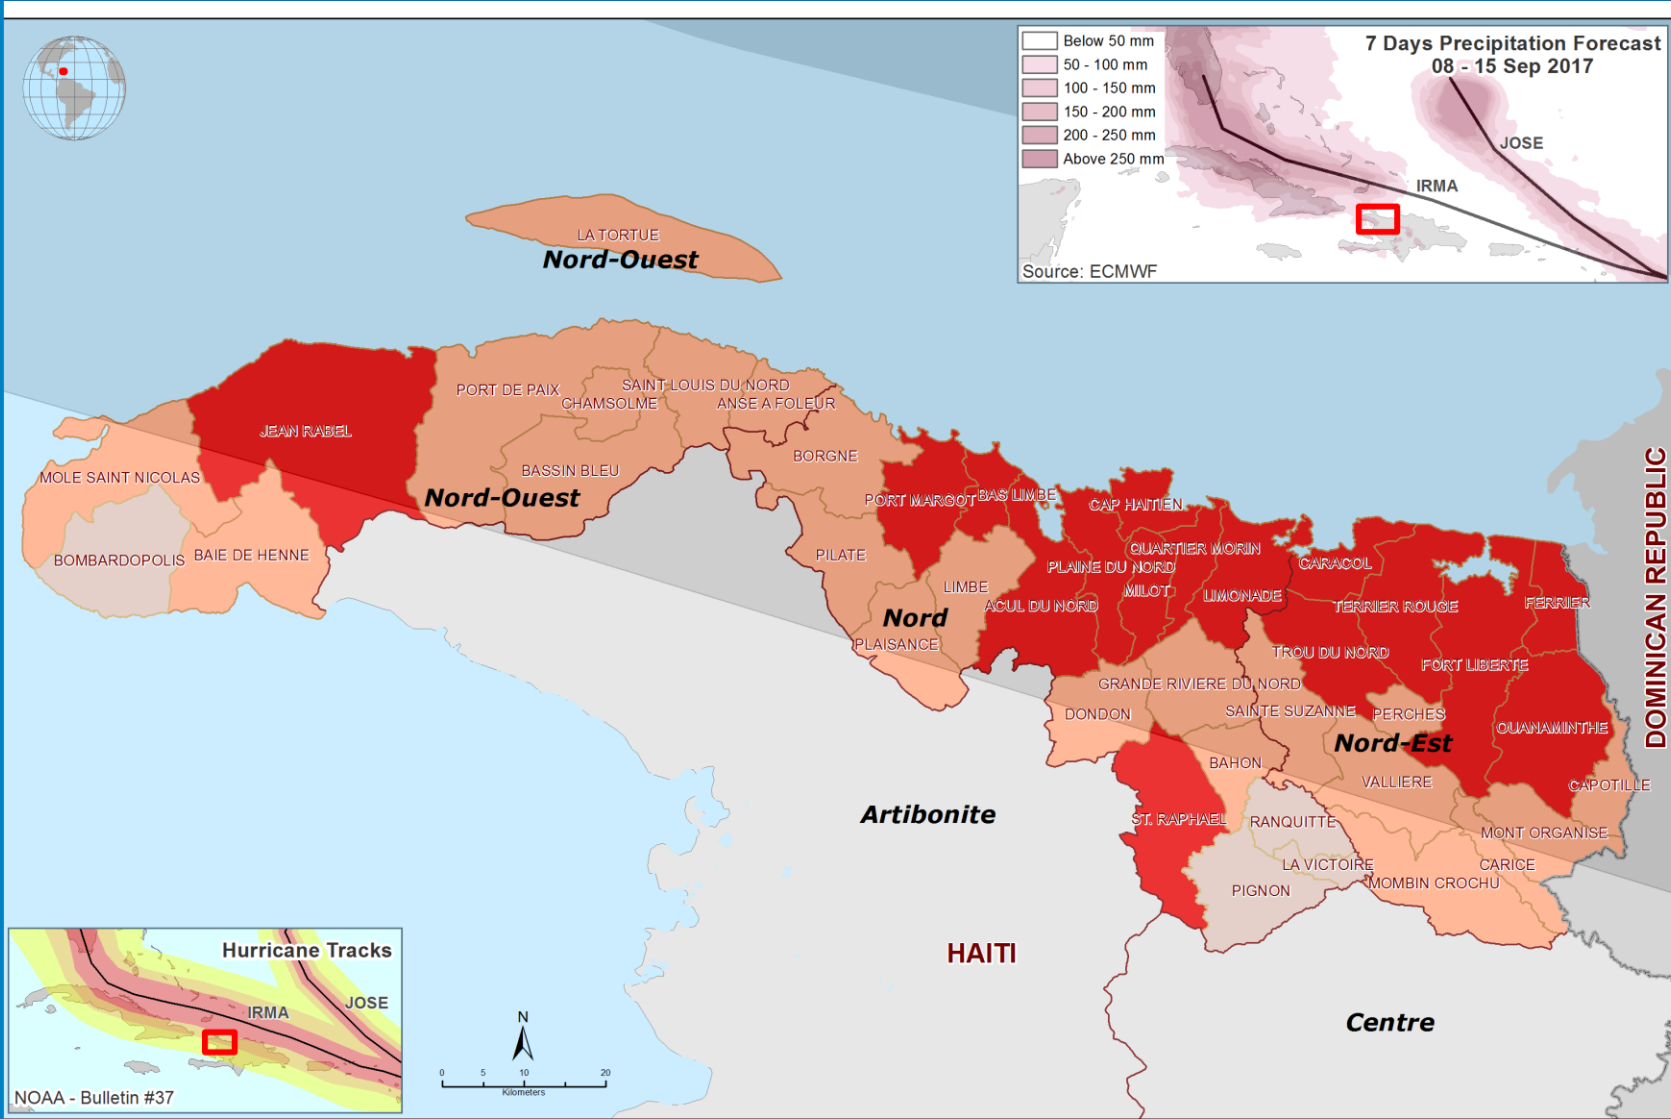 Below 50 mm
50 - 100 mm
100 - 150 mm
150 - 200 mm
200 - 250 mm
Above 250 mm
7 Days Precipitation Forecast
08 - 15 Sep 2017
JOSE
IRMA
Source: ECMWF
LA TORTUE
Nord-Ouest
PORT DE PAIX
SAINT LOUIS DU NORD
CHAMSOLME
ANSE A FOLEUR
JEAN RABEL
BORGNE
BASSIN BLEU
MOLE SAINT NICOLAS
Nord-Ouest
PORT MARGOT
BAS LIMBE
CAP HAITIEN
BOMBARDOPOLIS
BAIE DE HENNE
PILATE
QUARTIER MORIN
PLAINE DU NORD
CARACOL
LIMBE
MILOT
LIMONADE
ACUL DU NORD
TERRIER ROUGE
FERRIER
Nord
PLAISANCE
TROU DU NORD
FORT LIBERTE
GRANDE RIVIERE DU NORD
DONDON
SAINTE SUZANNE
PERCHES
OUANAMINTHE
Nord-Est
BAHON
VALLIERE
CAPOTILLE
DOMINICAN REPUBLIC
Artibonite
ST. RAPHAEL
RANQUITTE
MONT ORGANISE
LA VICTOIRE
CARICE
PIGNON
MOMBIN CROCHU
HAITI
Centre
Hurricane Tracks
IRMA
JOSE
NOAA - Bulletin #37
N
0 5 10 20
Kilometers